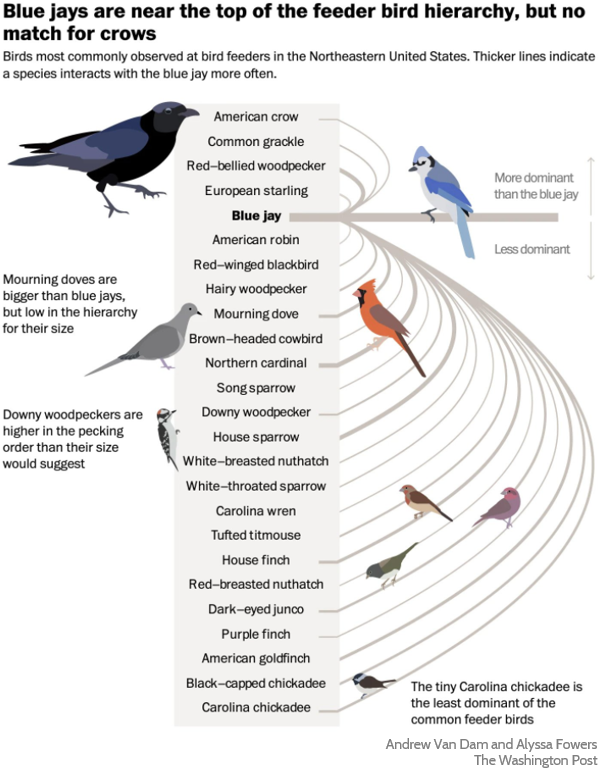 Blue jays are near the top of the feeder bird hierarchy, but no
match for crows
Birds most commonly observed at bird feeders in the Northeastern United States. Thicker lines indicate
a species interacts with the blue jay more often.
American crow
Common grackle
Red–bellied woodpecker
European starling
Blue jay
More dominant
than the blue jay
Less dominant
American robin
Red–winged blackbird
Hairy woodpecker
Mourning dove
Brown–headed cowbird
Northern cardinal
Song sparrow
Downy woodpecker
House sparrow
White–breasted nuthatch
White–throated sparrow
Carolina wren
Tufted titmouse
House finch
Red–breasted nuthatch
Dark–eyed junco
Purple finch
American goldfinch
Black–capped chickadee
Carolina chickadee
Mourning doves are
bigger than blue jays,
but low in the hierarchy
for their size
Downy woodpeckers are
higher in the pecking
order than their size
would suggest
The tiny Carolina chickadee is
the least dominant of the
common feeder birds
Andrew Van Dam and Alyssa Fowers
The Washington Post